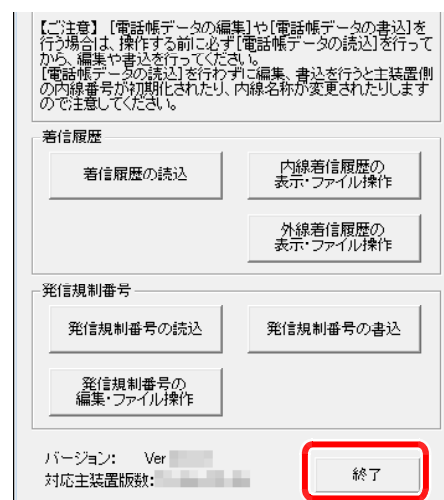 【ご注意】 [電話帳データの編集]や[電話帳データの書込]を
行う場合は、操作する前に必ず[電話帳データの読込]を行って
から、編集や書込を行ってください。
[電話帳データの読込]を行わずに編集、書込を行うと主装置側
の内線番号が初期化されたり、内線名称が変更されたりします
ので注意してください。
着信履歴
着信履歴の読込
内線着信履歴の
表示・ファイル操作
外線着信履歴の
表示・ファイル操作
発信規制番号
発信規制番号の読込
発信規制番号の書込
発信規制番号の
編集・ファイル操作
バージョン: Ver
対応主装置版数:
終了